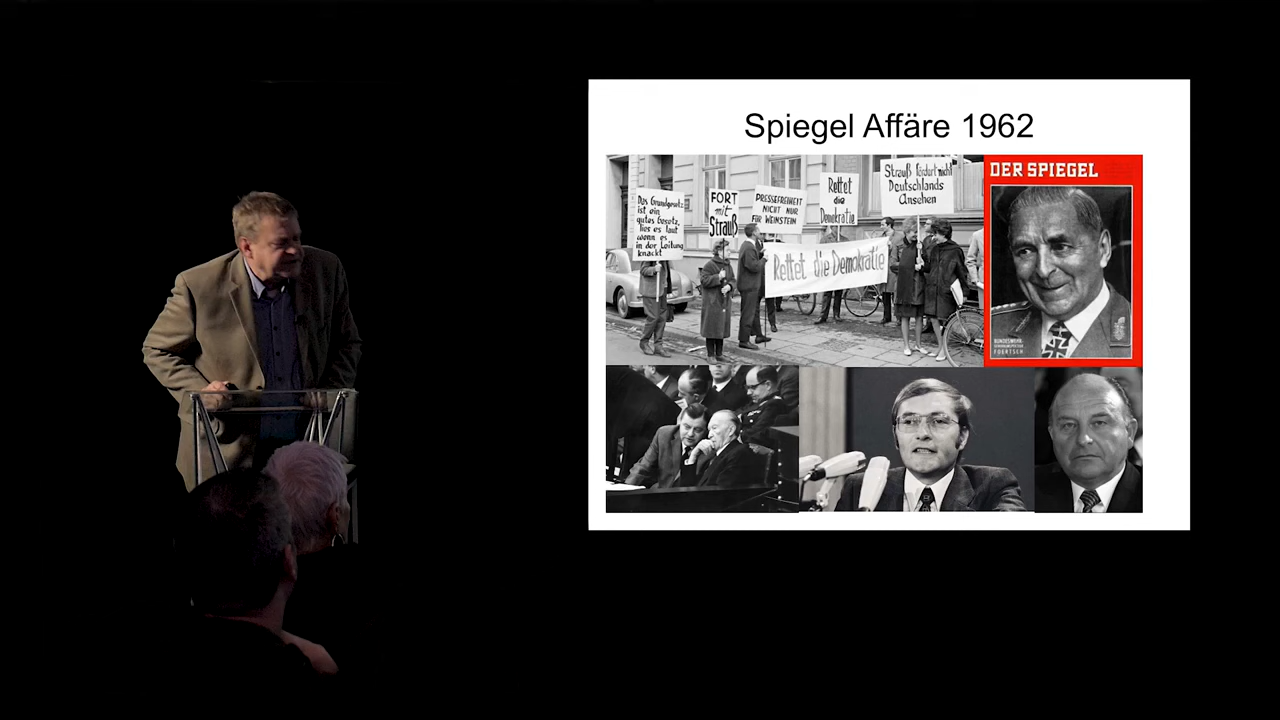 Spiegel Affäre 1962
Das Grundgesetz
ist ein
gutes Gesetz,
lies es laut
wenn es
in der Leitung
knackt
FORT
mit
Strauß
PRESSEFREIHEIT
NICHT NUR
FÜR WEINSTEIN
Rettet
die
Demokratie
Strauß fördert nicht
Deutschlands
Ansehen
Rettet die Demokratie
DER SPIEGEL
BUNDESWEHR
FOERTSCH